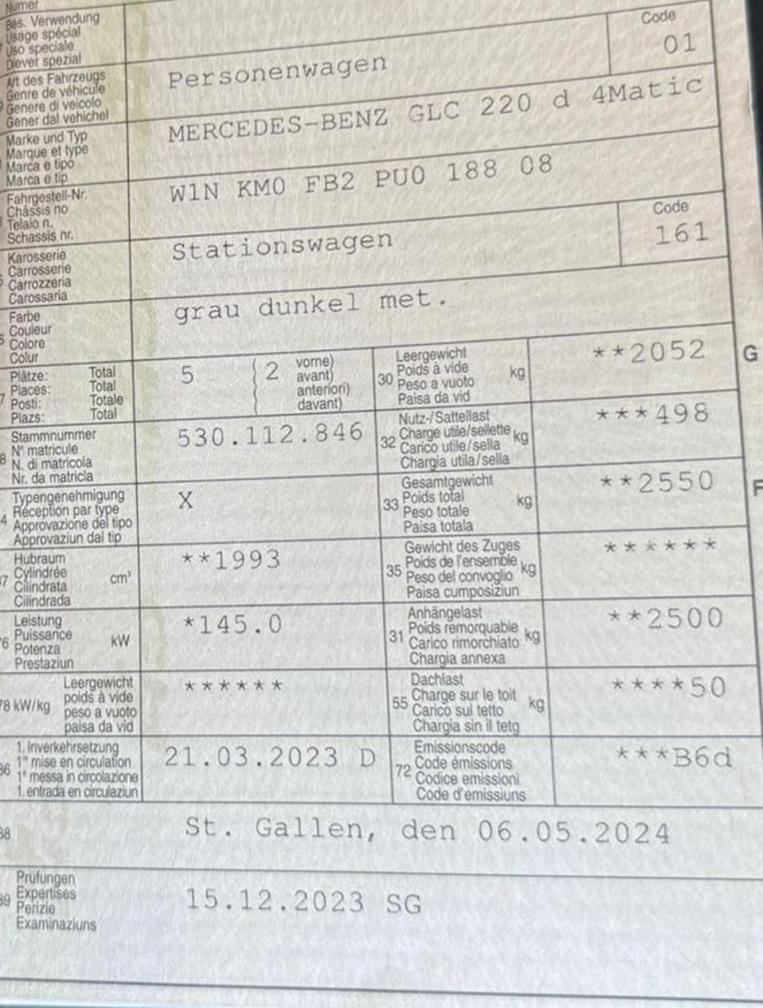 Numer
Bes. Verwendung
Usage spécial
Uso speciale
Diever spezial
Art des Fahrzeugs
Genre de véhicule
Genere di veicolo
Gener dal vehichel
Personenwagen
Code
01
Marke und Typ
Marque et type
Marca e tipo
Marca e tip
MERCEDES-BENZ GLC 220 d 4Matic
Fahrgestell-Nr.
Châssis no
Telaio n.
Schassis nr.
W1N KM0 FB2 PU0 188 08
Karosserie
Carrosserie
Carrozzeria
Carossaria
Stationswagen
Code
161
Farbe
Couleur
Colore
Colur
grau dunkel met.
Plätze: Total
Places: Total
Posti: Totale
Plazs: Total
5
2
vorne)
avant)
anteriori)
davant)
30 Leergewicht
Poids à vide
Peso a vuoto
Paisa da vid
kg
**2052
G
Stammnummer
N° matricule
N. di matricola
Nr. da matricla
530.112.846
32 Nutz-/Sattellast
Charge utile/sellette
Carico utile/sella
Chargia utila/sella
kg
***498
Typengenehmigung
Réception par type
Approvazione del tipo
Approvaziun dal tip
X
33 Gesamtgewicht
Poids total
Peso totale
Paisa totala
kg
**2550
F
Hubraum
Cylindrée
Cilindrata
Cilindrada
cm³
**1993
35 Gewicht des Zuges
Poids de l'ensemble
Peso del convoglio
Paisa cumposiziun
kg
******
Leistung
Puissance
Potenza
Prestaziun
kW
*145.0
31 Anhängelast
Poids remorquable
Carico rimorchiato
Chargia annexa
kg
**2500
78 kW/kg
Leergewicht
poids à vide
peso a vuoto
paisa da vid
******
55 Dachlast
Charge sur le toit
Carico sul tetto
Chargia sin il tetg
kg
****50
36 1. Inverkehrsetzung
1re mise en circulation
1a messa in circolazione
1. entrada en circulaziun
21.03.2023 D
72 Emissionscode
Code émissions
Codice emissioni
Code d'emissiuns
***B6d
38
St. Gallen, den 06.05.2024
39 Prüfungen
Expertises
Perizie
Examinaziuns
15.12.2023 SG